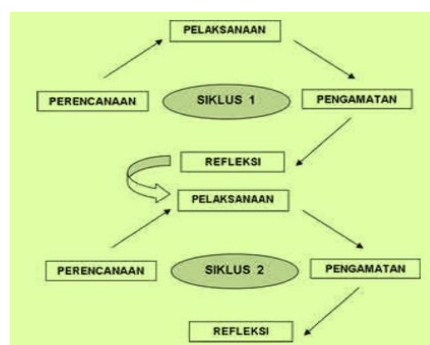 PELAKSANAAN
PERENCANAAN
SIKLUS 1
PENGAMATAN
REFLEKSI
PELAKSANAAN
PERENCANAAN
SIKLUS 2
PENGAMATAN
REFLEKSI